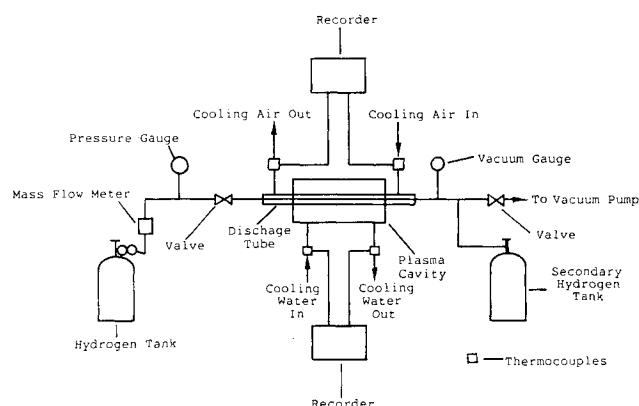 Recorder
Cooling Air Out
Cooling Air In
Pressure Gauge
Vacuum Gauge
Mass Flow Meter
To Vacuum Pump
Valve
Dischage
Tube
Plasma
Cavity
Valve
Cooling
Water
In
Cooling
Water
Out
Secondary
Hydrogen
Tank
Hydrogen Tank
Thermocouples
Recorder